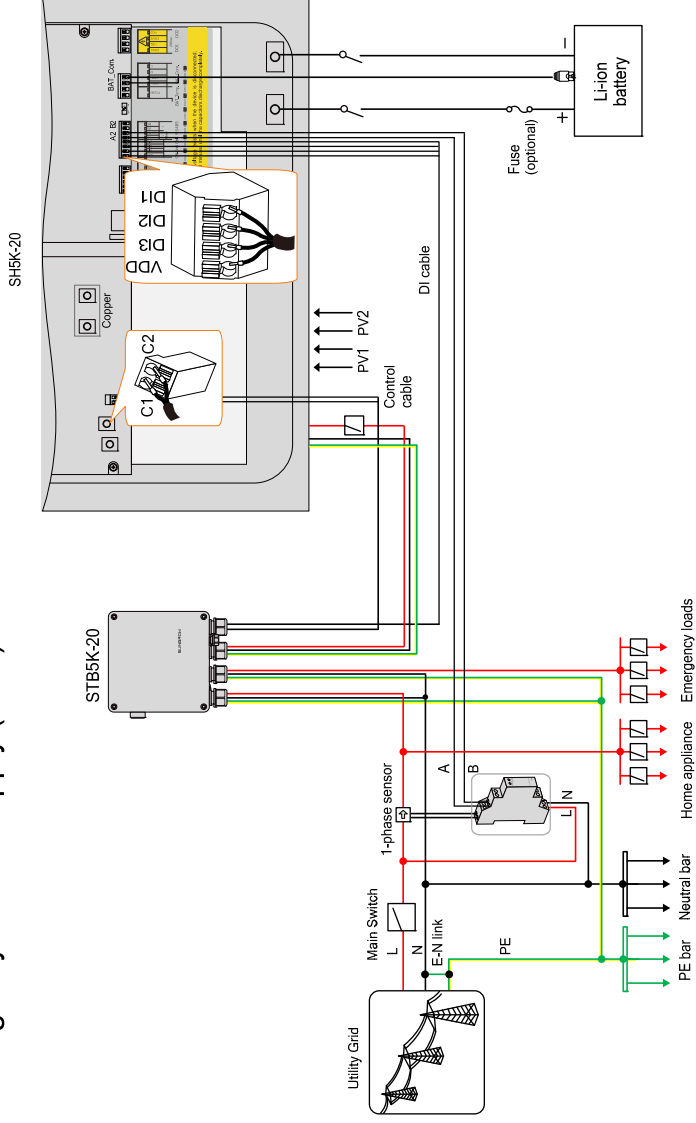 SH5K-20
BAT_Com.
A2 B2
DI1
DI2
DI3
VDD
Copper
C1
C2
PV1
PV2
Control
cable
DI cable
Fuse
(optional)
+
−
Li-ion
battery
STB5K-20
1-phase sensor
A
B
L
N
Main Switch
L
N
E-N link
PE
Utility Grid
PE bar
Neutral bar
Home appliance
Emergency loads